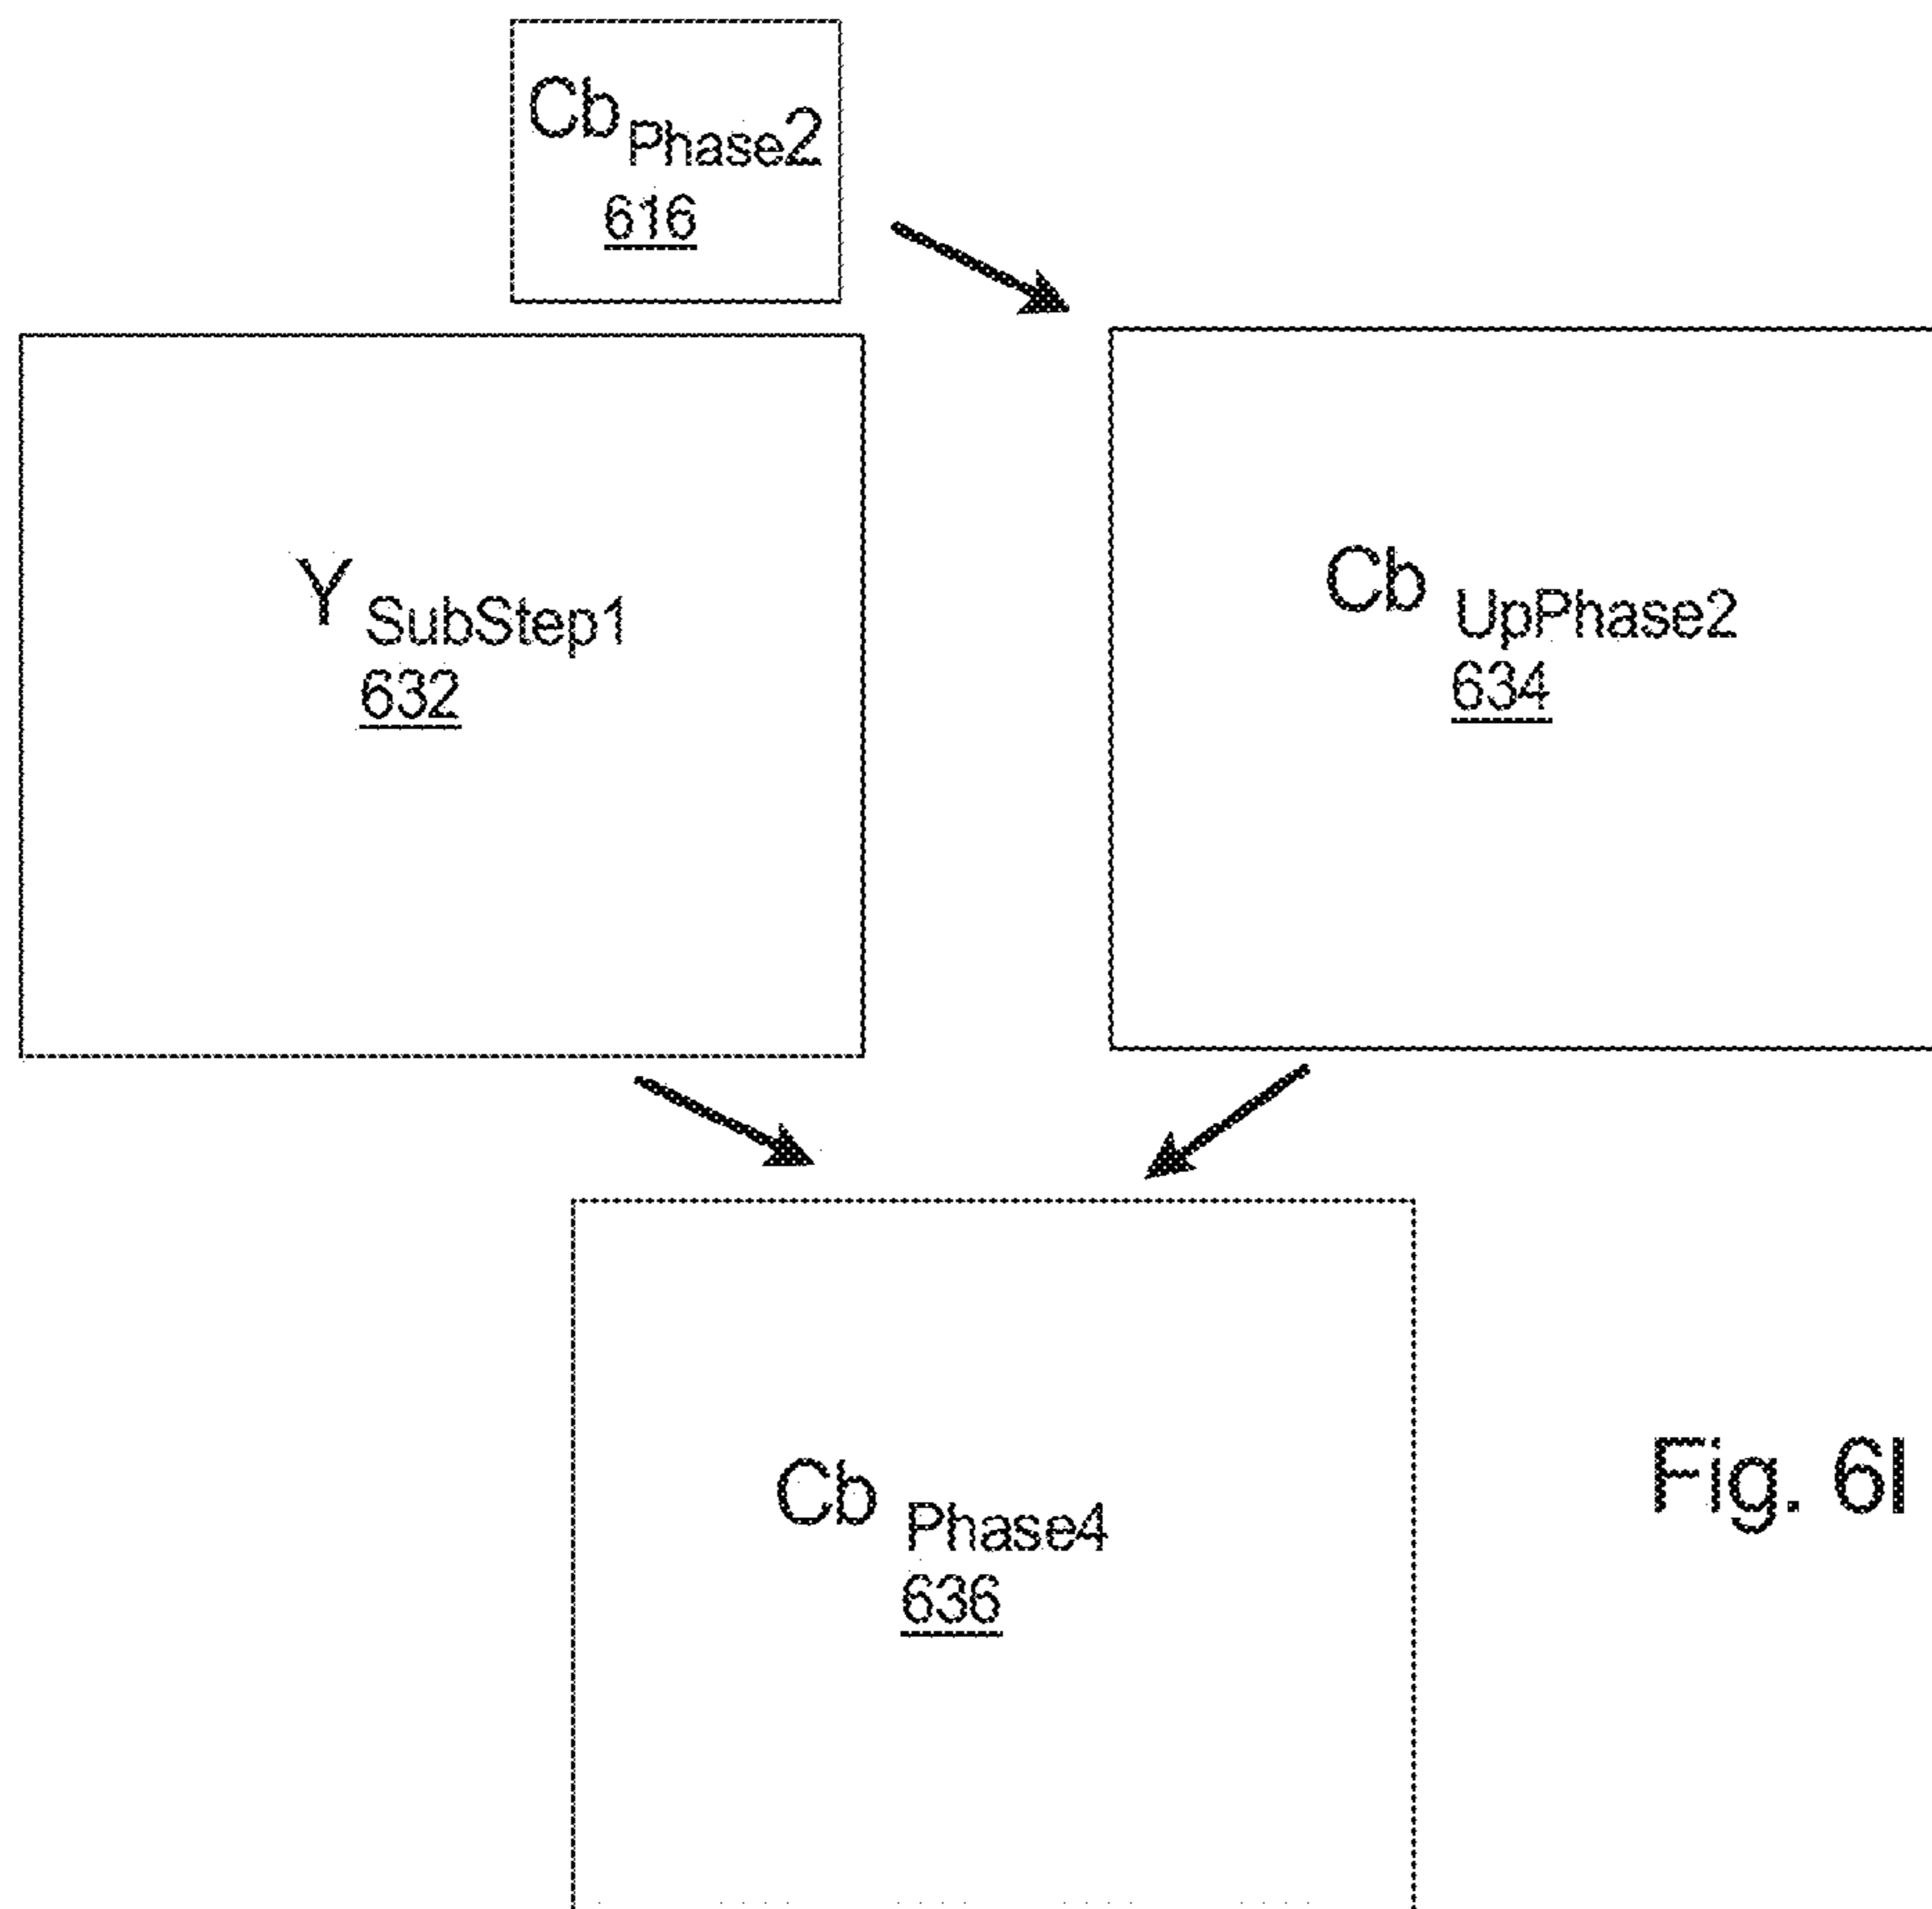 Cb Phase2
616
Y SubStep1
632
Cb UpPhase2
634
Cb Phase4
636
Fig. 6I